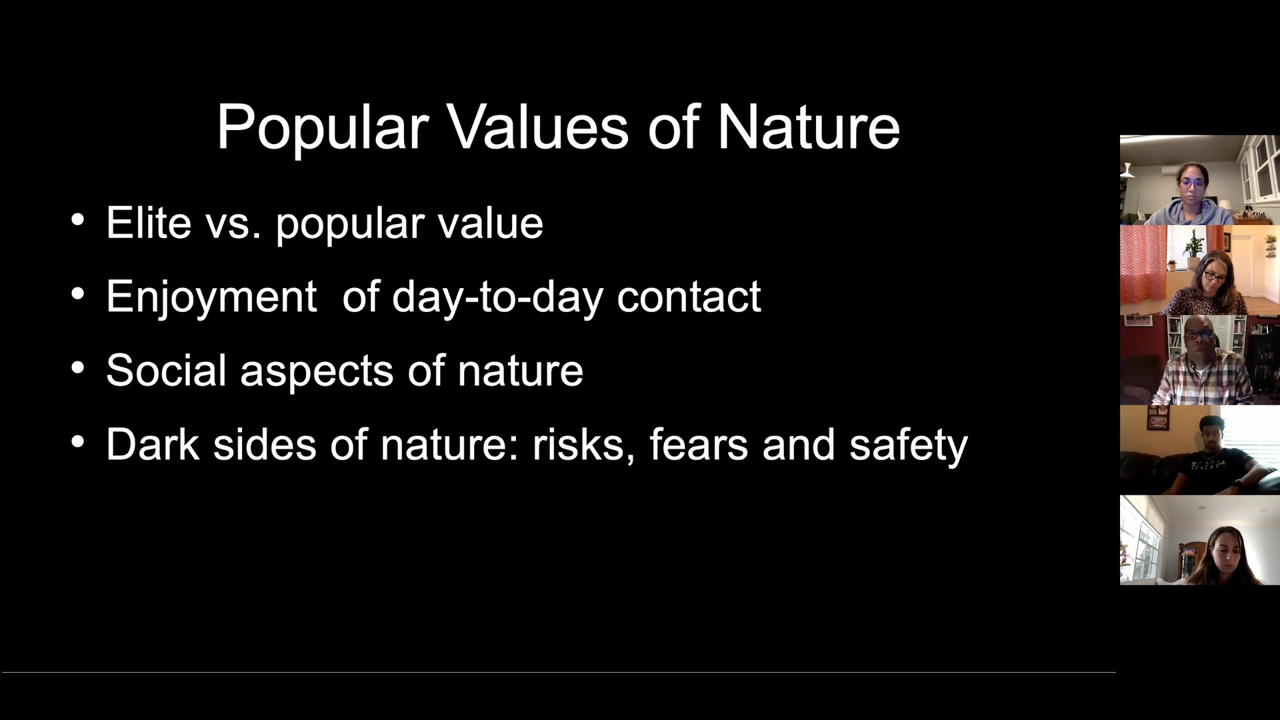 Popular Values of Nature
• Elite vs. popular value
• Enjoyment  of day-to-day contact
• Social aspects of nature
• Dark sides of nature: risks, fears and safety